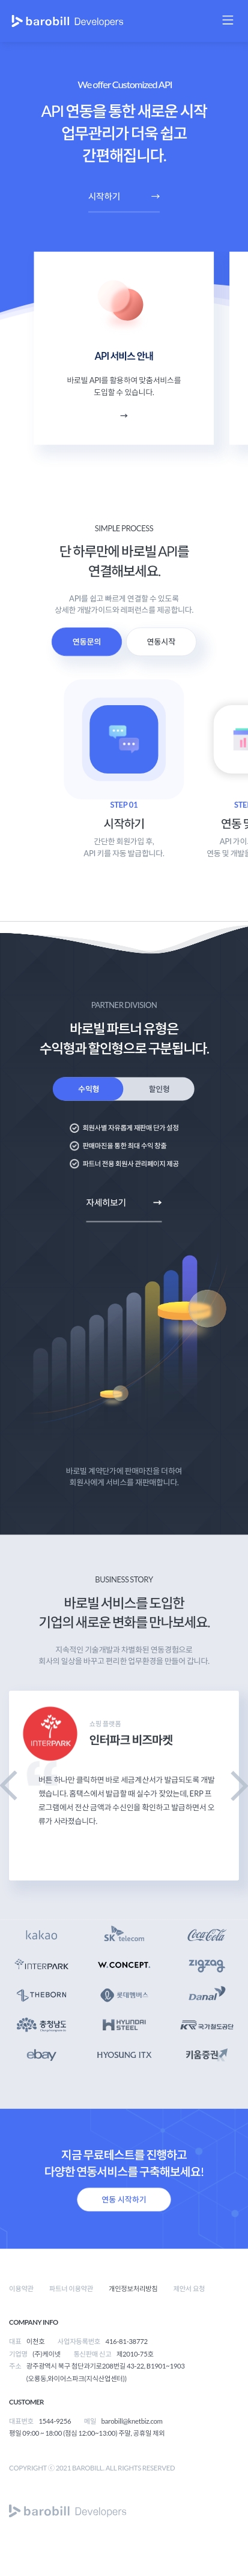 barobill Developers
We offer Customized API
API 연동을 통한 새로운 시작
업무관리가 더욱 쉽고
간편해집니다.
시작하기 →
API 서비스 안내
바로빌 API를 활용하여 맞춤서비스를
도입할 수 있습니다.
→
SIMPLE PROCESS
단 하루만에 바로빌 API를
연결해보세요.
API를 쉽고 빠르게 연결할 수 있도록
상세한 개발가이드와 레퍼런스를 제공합니다.
연동문의 연동시작
STEP 01 STE
시작하기 연동 및
간단한 회원가입 후, API 가이
API 키를 자동 발급합니다. 연동 및 개발을
PARTNER DIVISION
바로빌 파트너 유형은
수익형과 할인형으로 구분됩니다.
수익형 할인형
회원사별 자유롭게 재판매 단가 설정
판매마진을 통한 최대 수익 창출
파트너 전용 회원사 관리페이지 제공
자세히보기 →
바로빌 계약단가에 판매마진을 더하여
회원사에게 서비스를 재판매합니다.
BUSINESS STORY
바로빌 서비스를 도입한
기업의 새로운 변화를 만나보세요.
지속적인 기술개발과 차별화된 연동경험으로
회사의 일상을 바꾸고 편리한 업무환경을 만들어 갑니다.
INTERPARK
쇼핑 플랫폼
인터파크 비즈마켓
버튼 하나만 클릭하면 바로 세금계산서가 발급되도록 개발
했습니다. 홈택스에서 발급할 때 실수가 잦았는데, ERP 프
로그램에서 전산 금액과 수신인을 확인하고 발급하면서 오
류가 사라졌습니다.
kakao SK telecom Coca-Cola
INTERPARK W.CONCEPT. zigzag
THEBORN 롯데멤버스 Danal
충청남도 HYUNDAI STEEL KR 국가철도공단
ebay HYOSUNG ITX 키움증권
지금 무료테스트를 진행하고
다양한 연동서비스를 구축해보세요!
연동 시작하기
이용약관 파트너 이용약관 개인정보처리방침 제안서 요청
COMPANY INFO
대표 이천호 사업자등록번호 416-81-38772
기업명 (주)케이넷 통신판매 신고 제2010-75호
주소 광주광역시 북구 첨단과기로208번길 43-22, B1901~1903
(오룡동,와이어스파크(지식산업센터))
CUSTOMER
대표번호 1544-9256 메일 barobill@knetbiz.com
평일 09:00 ~ 18:00 (점심 12:00~13:00) 주말, 공휴일 제외
COPYRIGHT ⓒ 2021 BAROBILL. ALL RIGHTS RESERVED
barobill Developers